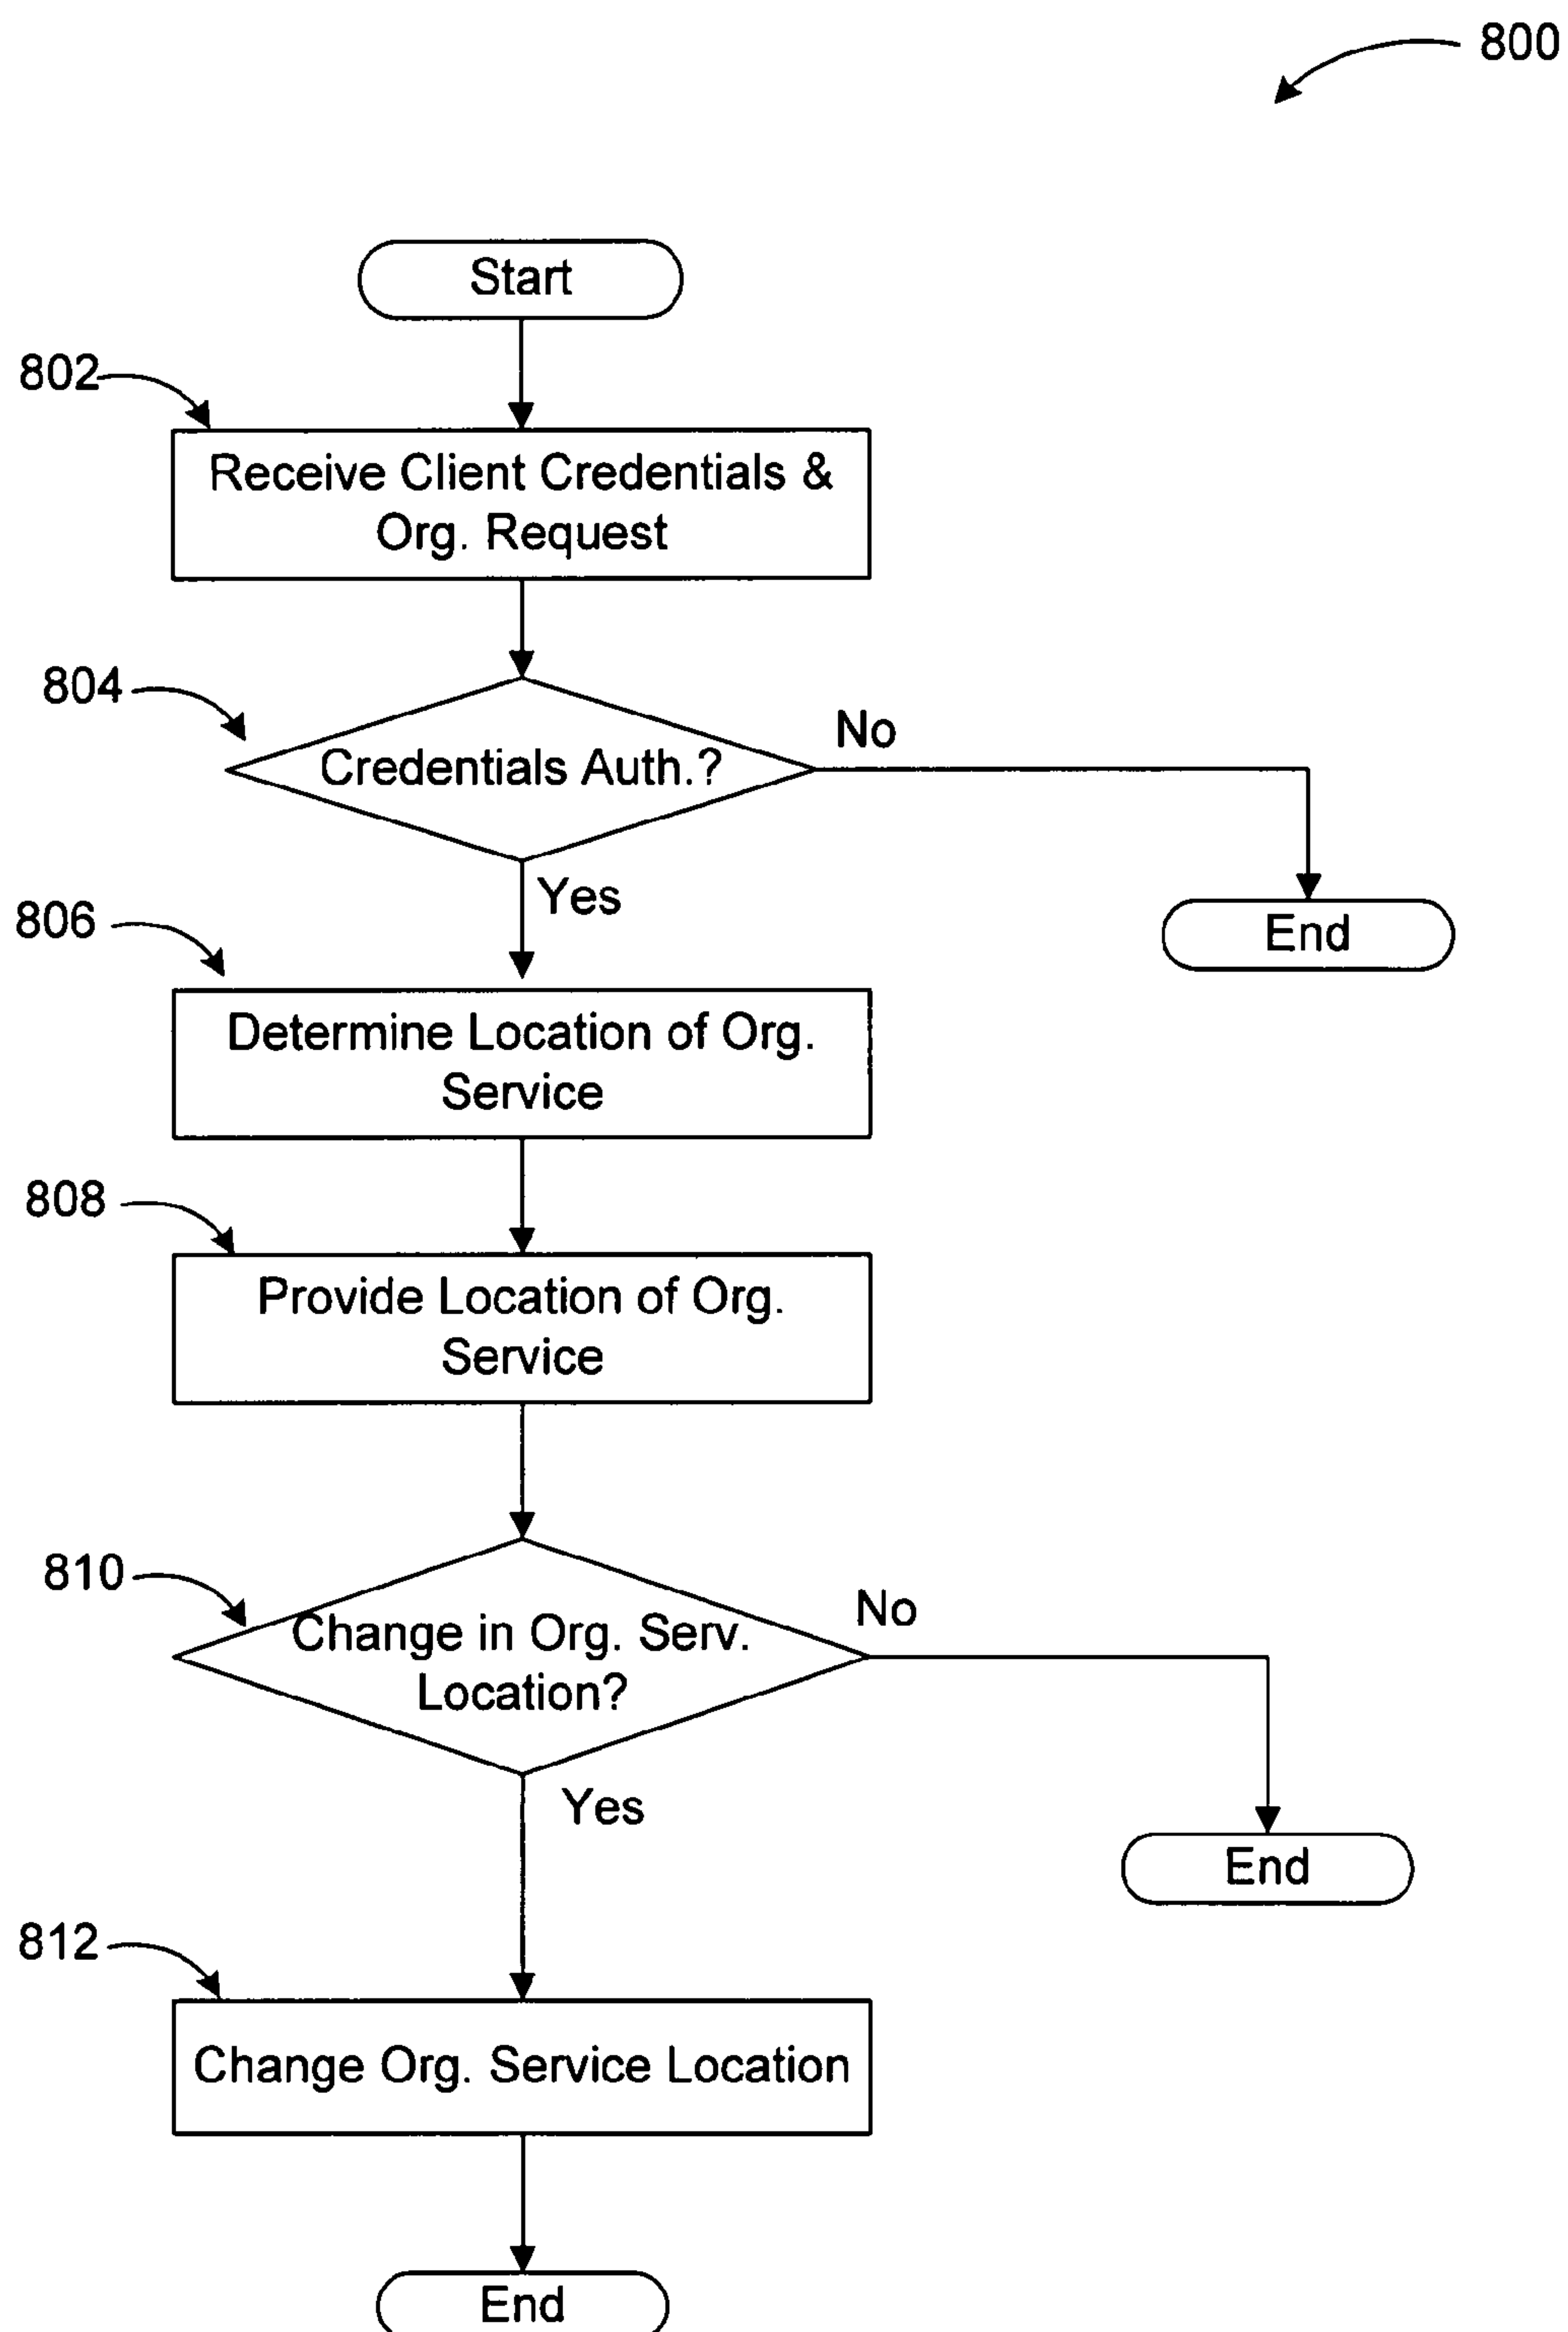 800
Start
802
Receive Client Credentials &
Org. Request
804
Credentials Auth.?
No
Yes
End
806
Determine Location of Org.
Service
808
Provide Location of Org.
Service
810
Change in Org. Serv.
Location?
No
Yes
End
812
Change Org. Service Location
End